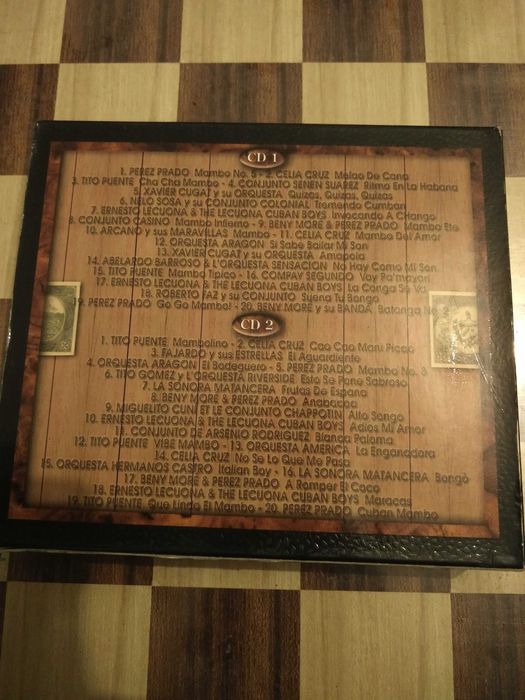 CD 1
1. PEREZ PRADO Mambo No. 5 - 2. CELIA CRUZ Melao De Cana
3. TITO PUENTE Cha Cha Mambo - 4. CONJUNTO SENEN SUAREZ Ritmo En La Habana
5. XAVIER CUGAT y su ORQUESTA Quizas, Quizas, Quizas
6. NELO SOSA y su CONJUNTO COLONIAL Tremendo Cumban
7. ERNESTO LECUONA & THE LECUONA CUBAN BOYS Invocando A CHango
8. CONJUNTO CASINO Mambo Infierno - 9. BENY MORE & PEREZ PRADO Mambo Ete
10. ARCANO y sus MARAVILLAS Mambo - 11. CELIA CRUZ Mambo Del Amor
12. ORQUESTA ARAGON Si Sabe Bailar Mi Son
13. XAVIER CUGAT y su ORQUESTA Amapola
14. ABELARDO BARROSO & L'ORQUESTA SENSACION No Hay Como Mi Son
15. TITO PUENTE Mambo Tipico - 16. COMPAY SEGUNDO Voy Pa'mayari
17. ERNESTO LECUONA & THE LECUONA CUBAN BOYS La Conga Se Va
18. ROBERTO FAZ y su CONJUNTO Suena Tu Bongo
19. PEREZ PRADO Go Go Mambo! - 20. BENY MORE y su BANDA Batanga No. 2
CD 2
1. TITO PUENTE Mambolino - 2. CELIA CRUZ Cao Cao Mani Picao
3. FAJARDO y sus ESTRELLAS El Aguardiente
4. ORQUESTA ARAGON El Bodeguero - 5. PEREZ PRADO Mambo No. 8
6. TITO GOMEZ y L'ORQUESTA RIVERSIDE Esto Se Pone Sabroso
7. LA SONORA MATANCERA Frutas De Espana
8. BENY MORE & PEREZ PRADO Anabacoa
9. MIGUELITO CUNI ET LE CONJUNTO CHAPPOTIN Alto Songo
10. ERNESTO LECUONA & THE LECUONA CUBAN BOYS Adios Mi Amor
11. CONJUNTO DE ARSENIO RODRIGUEZ Blanca Paloma
12. TITO PUENTE VIBE MAMBO - 13. ORQUESTA AMERICA La Enganadora
14. CELIA CRUZ No Se Lo Que Me Pasa
15. ORQUESTA HERMANOS CASTRO Italian Boy - 16. LA SONORA MATANCERA Bongò
17. BENY MORE & PEREZ PRADO A Romper El Coco
18. ERNESTO LECUONA & THE LECUONA CUBAN BOYS Maracas
19. TITO PUENTE Que Lindo El Mambo - 20. PEREZ PRADO Cuban Mambo